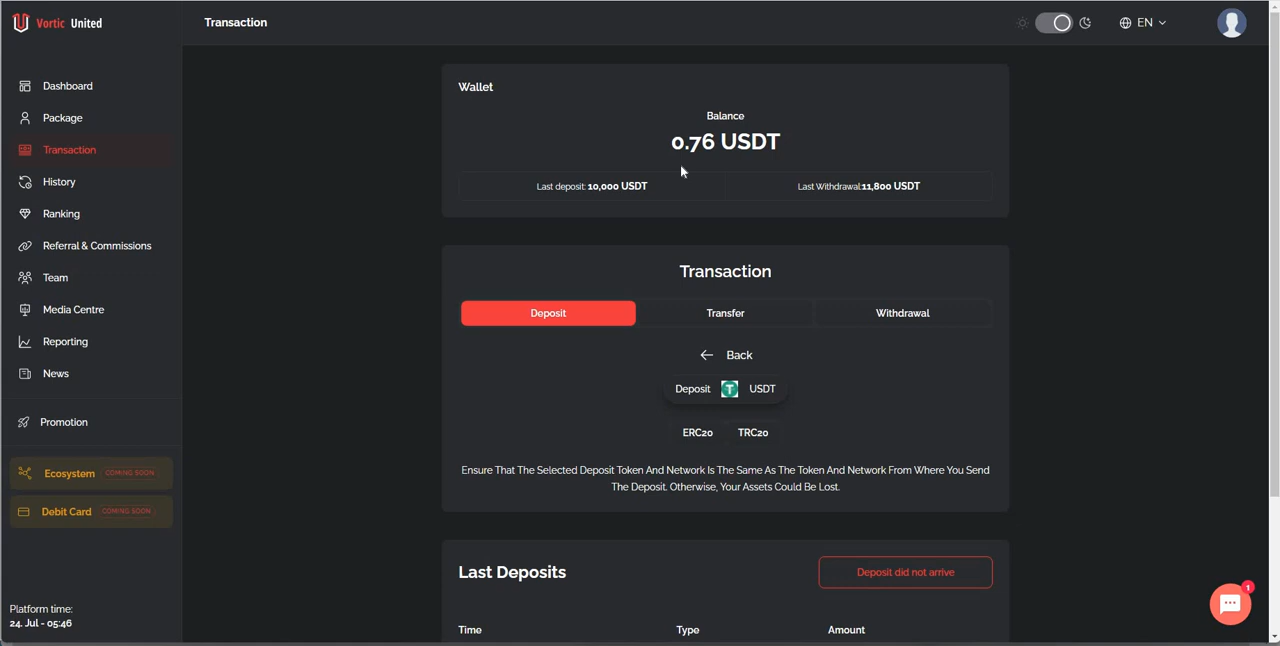 Vortic United
Transaction
EN
Dashboard
Package
Transaction
History
Ranking
Referral & Commissions
Team
Media Centre
Reporting
News
Promotion
Ecosystem COMING SOON
Debit Card COMING SOON
Platform time:
24. Jul - 05:46
Wallet
Balance
0.76 USDT
Last deposit: 10,000 USDT
Last Withdrawal:11,800 USDT
Transaction
Deposit
Transfer
Withdrawal
Back
Deposit T USDT
ERC20 TRC20
Ensure That The Selected Deposit Token And Network Is The Same As The Token And Network From Where You Send
The Deposit. Otherwise, Your Assets Could Be Lost.
Last Deposits
Deposit did not arrive
Time Type Amount
1